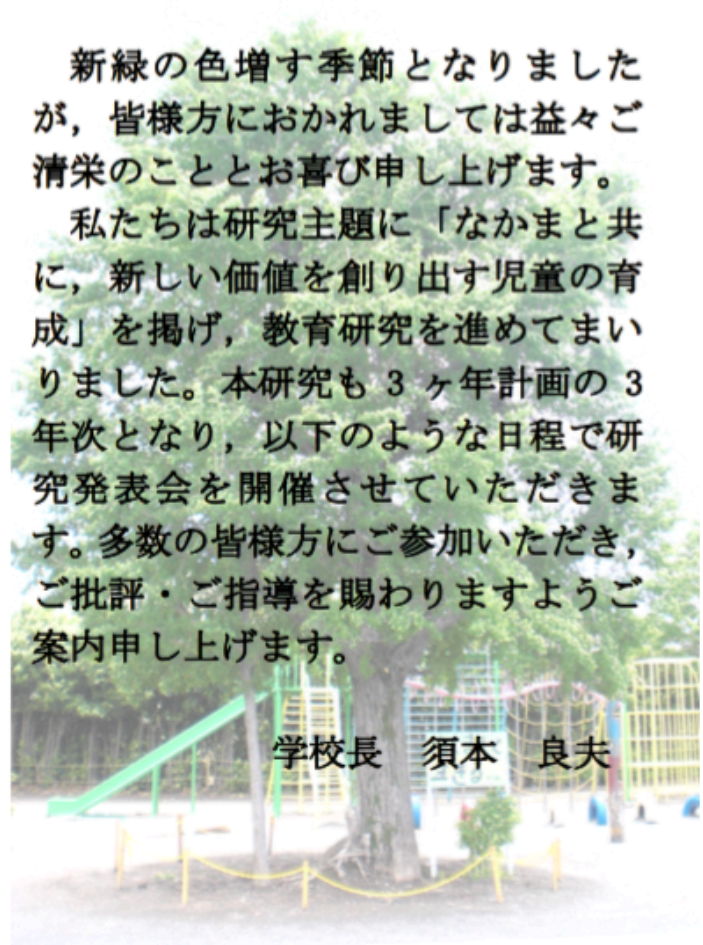 新緑の色増す季節となりました
が，皆様方におかれましては益々ご
清栄のこととお喜び申し上げます。
私たちは研究主題に「なかまと共
に，新しい価値を創り出す児童の育
成」を掲げ，教育研究を進めてまい
りました。本研究も 3 ヶ年計画の 3
年次となり，以下のような日程で研
究発表会を開催させていただきま
す。多数の皆様方にご参加いただき，
ご批評・ご指導を賜わりますようご
案内申し上げます。
学校長　須本　良夫